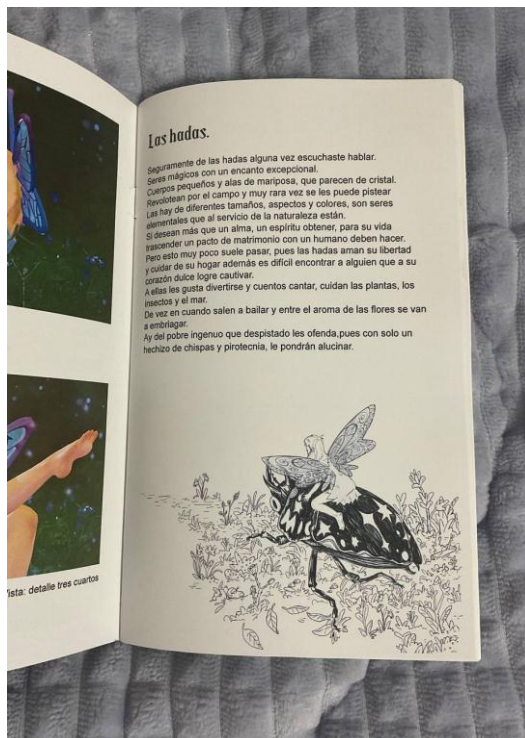 Vista: detalle tres cuartos
Las hadas.
Seguramente de las hadas alguna vez escuchaste hablar.
Seres mágicos con un encanto excepcional.
Cuerpos pequeños y alas de mariposa, que parecen de cristal.
Revolotean por el campo y muy rara vez se les puede pistear
Las hay de diferentes tamaños, aspectos y colores, son seres
elementales que al servicio de la naturaleza están.
Si desean más que un alma, un espíritu obtener, para su vida
trascender un pacto de matrimonio con un humano deben hacer.
Pero esto muy poco suele pasar, pues las hadas aman su libertad
y cuidar de su hogar además es difícil encontrar a alguien que a su
corazón dulce logre cautivar.
A ellas les gusta divertirse y cuentos cantar, cuidan las plantas, los
insectos y el mar.
De vez en cuando salen a bailar y entre el aroma de las flores se van
a embriagar.
Ay del pobre ingenuo que despistado les ofenda,pues con solo un
hechizo de chispas y pirotecnia, le pondrán alucinar.